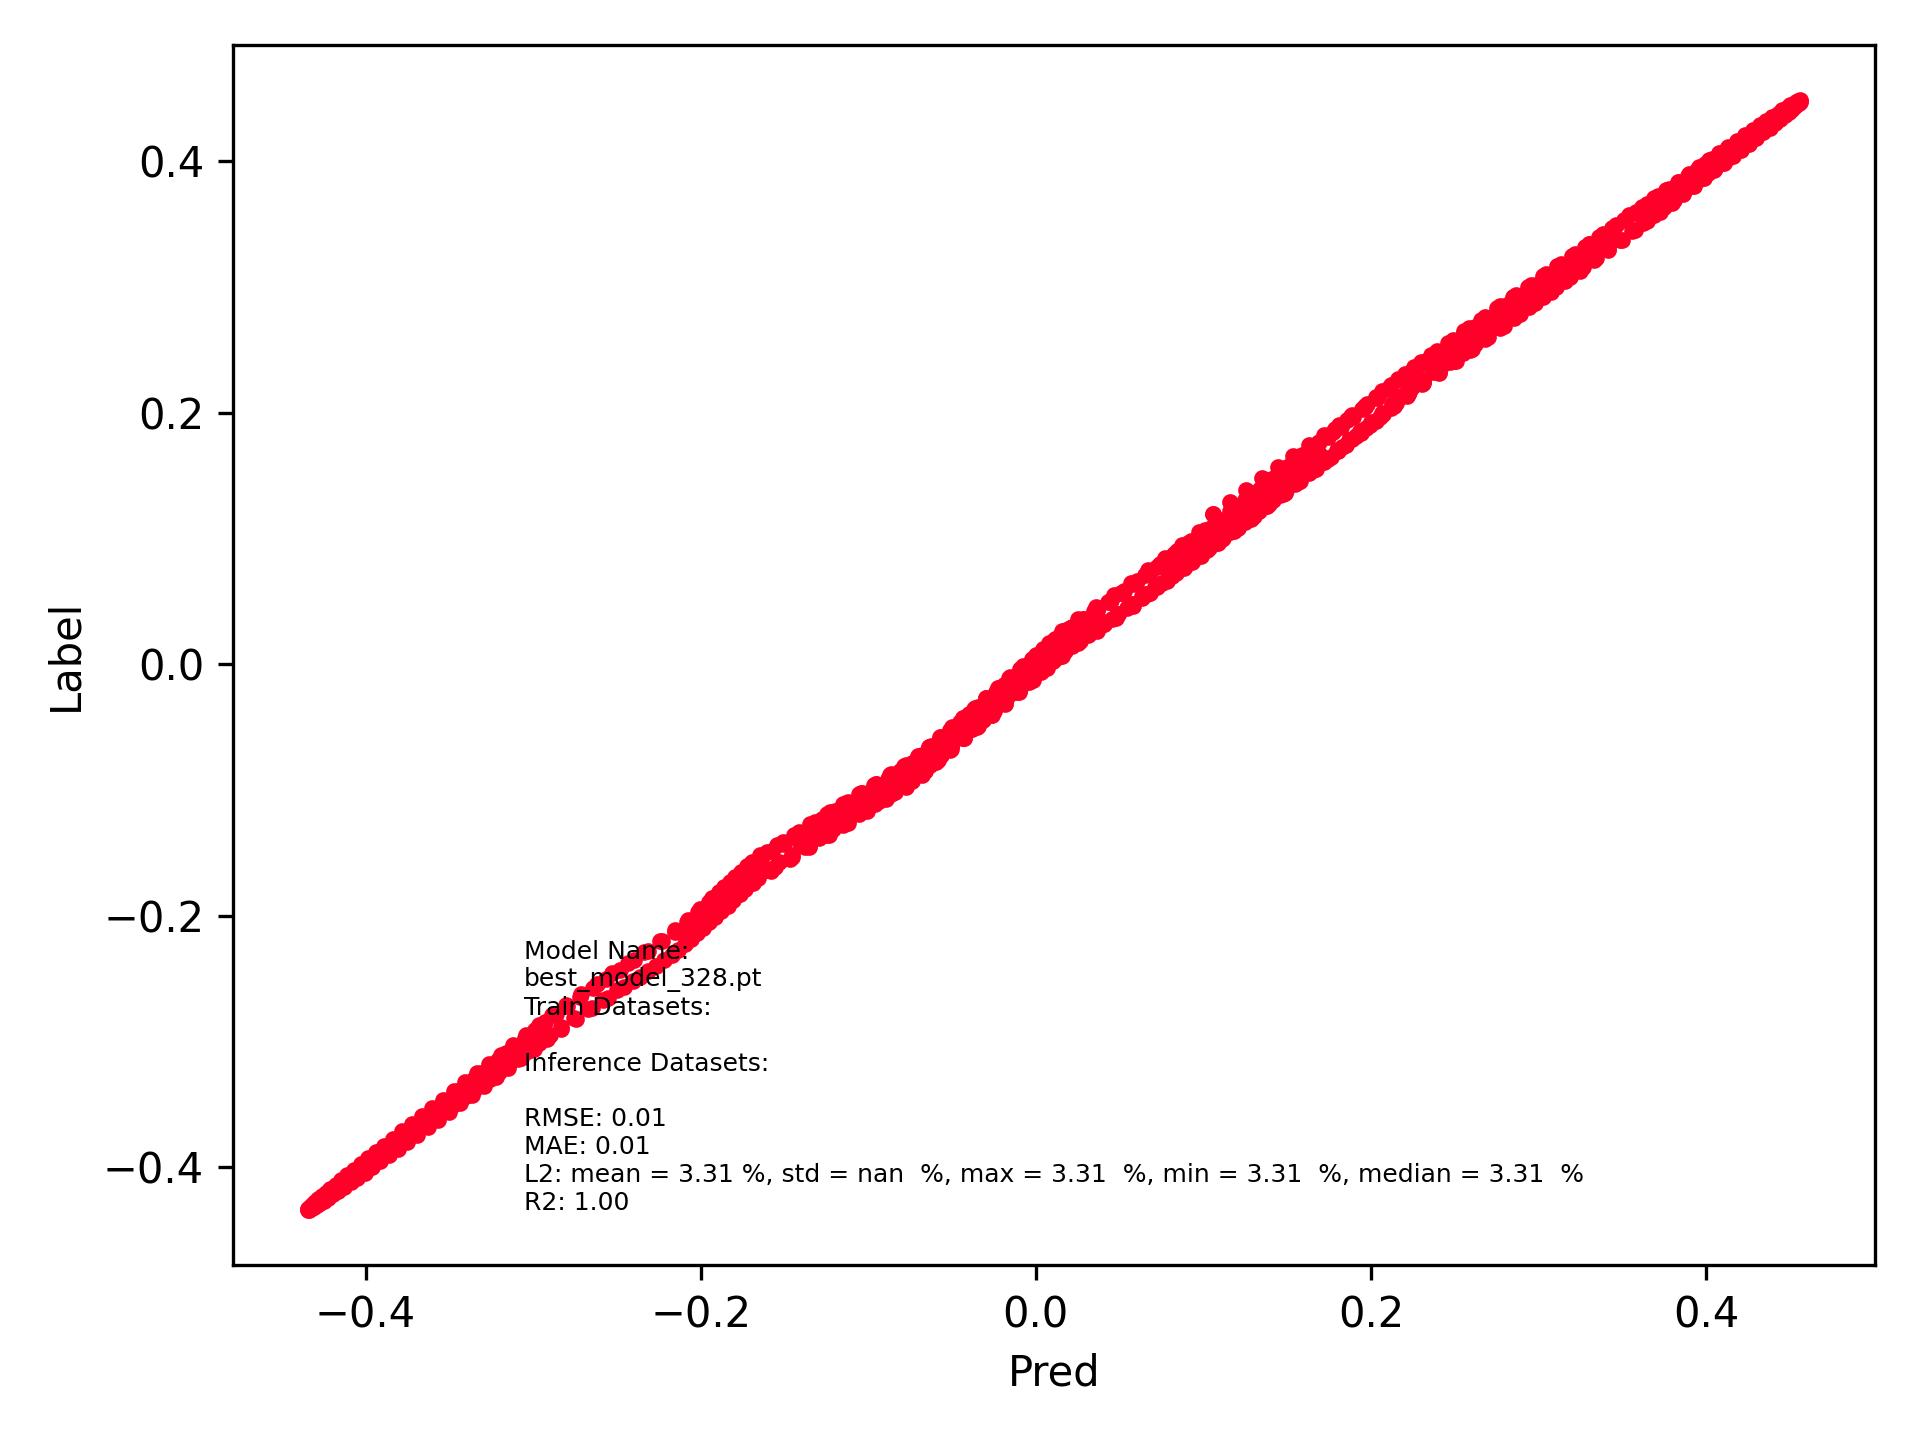 0.4
0.2
0.0
−0.2
−0.4
Label
Model Name:
best_model_328.pt
Train Datasets:
Inference Datasets:
RMSE: 0.01
MAE: 0.01
L2: mean = 3.31 %, std = nan  %, max = 3.31  %, min = 3.31  %, median = 3.31  %
R2: 1.00
−0.4 −0.2 0.0 0.2 0.4
Pred